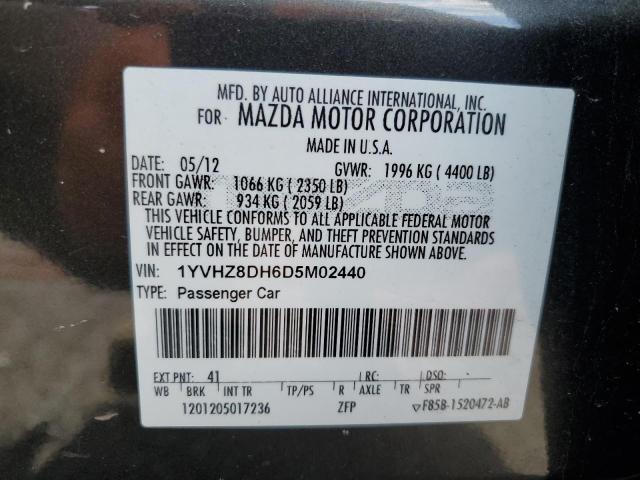 MFD. BY AUTO ALLIANCE INTERNATIONAL, INC.
FOR MAZDA MOTOR CORPORATION
MADE IN U.S.A.
DATE: 05/12 GVWR: 1996 KG (4400 LB)
FRONT GAWR: 1066 KG (2350 LB)
REAR GAWR: 934 KG (2059 LB)
THIS VEHICLE CONFORMS TO ALL APPLICABLE FEDERAL MOTOR
VEHICLE SAFETY, BUMPER, AND THEFT PREVENTION STANDARDS
IN EFFECT ON THE DATE OF MANUFACTURE SHOWN ABOVE.
VIN: 1YVHZ8DH6D5M02440
TYPE: Passenger Car
EXT PNT: 41 RC: DSO:
WB BRK INT TR TP/PS R AXLE TR SPR
1201205017236 ZFP ▽F85B-1520472-AB